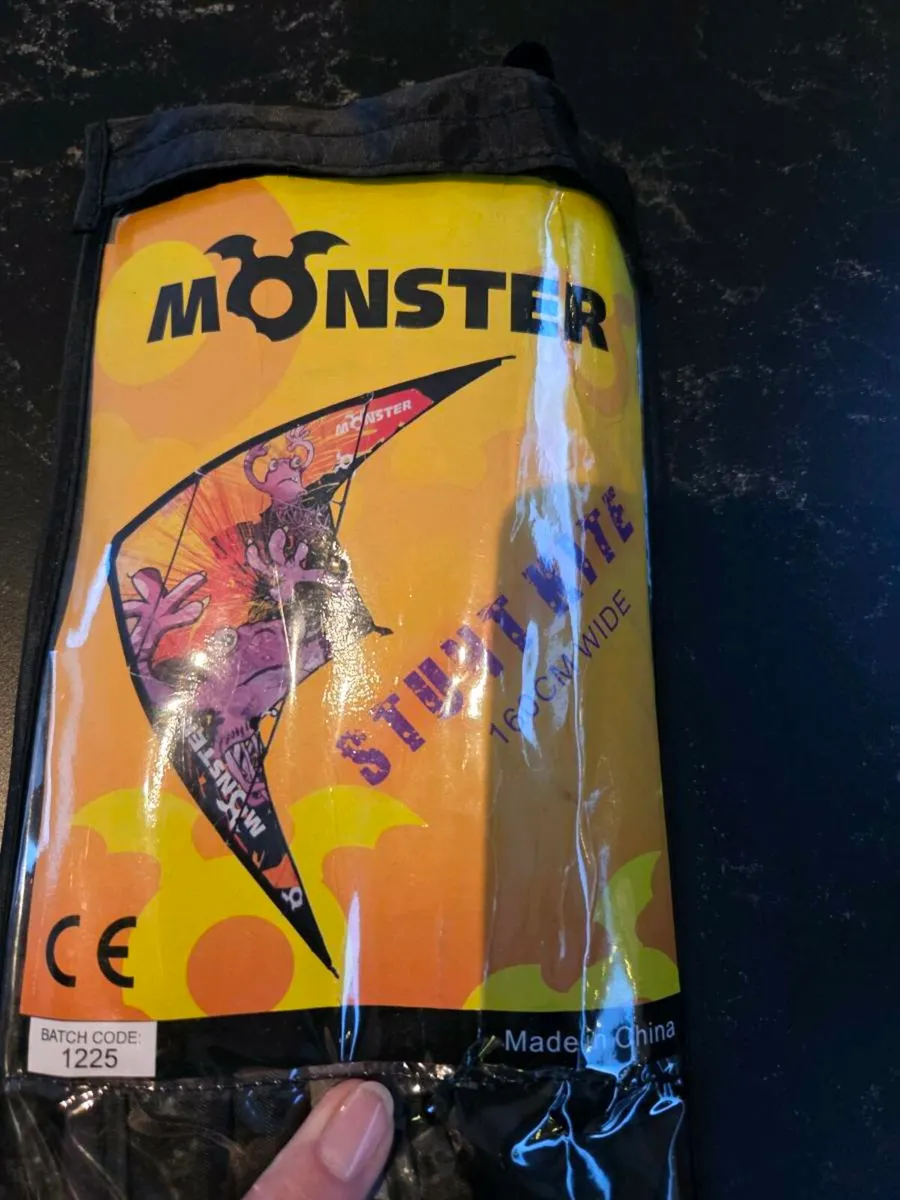 MONSTER
MONSTER
STUNT KITE
160CM WIDE
MONSTER
CE
BATCH CODE:
1225
Made in China